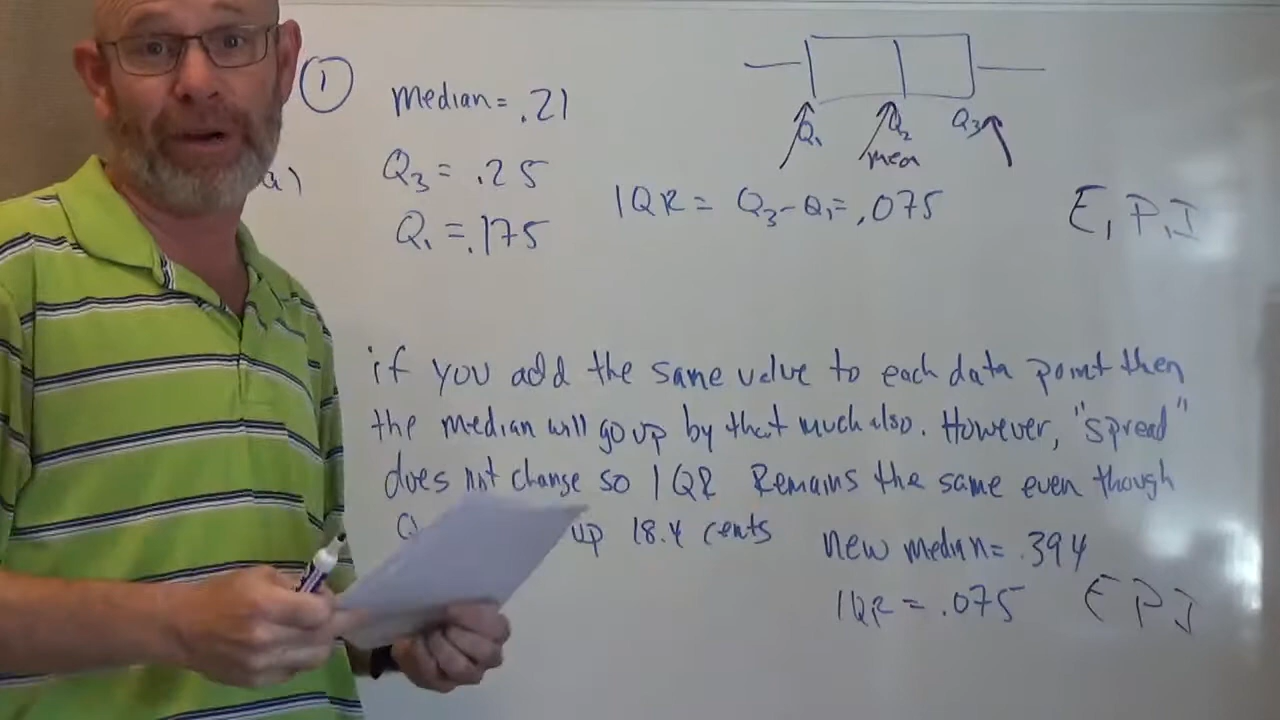 1
median = .21
a)
Q3 = .25
Q1 = .175
Q1
Q2
Q3
IQR = Q3-Q1 = .075
E, P, I
if you add the same value to each data point then
the median will go up by that much also. However, "spread"
does not change so IQR Remains the same even though
Q up 18.4 cents
new median = .394
IQR = .075
E P I